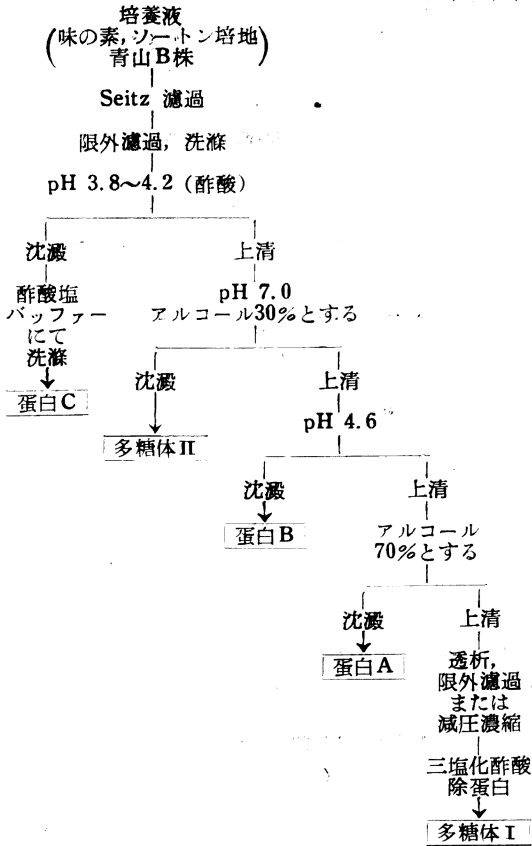 培養液
(味の素,ソートン培地
青山B株)
Seitz 濾過
限外濾過,洗滌
pH 3.8〜4.2(酢酸)
沈澱
上清
酢酸塩
バッファー
にて
洗滌
蛋白C
pH 7.0
アルコール30%とする
沈澱
上清
多糖体II
pH 4.6
沈澱
上清
蛋白B
アルコール
70%とする
沈澱
上清
蛋白A
透析,
限外濾過
または
減圧濃縮
三塩化酢酸
除蛋白
多糖体I